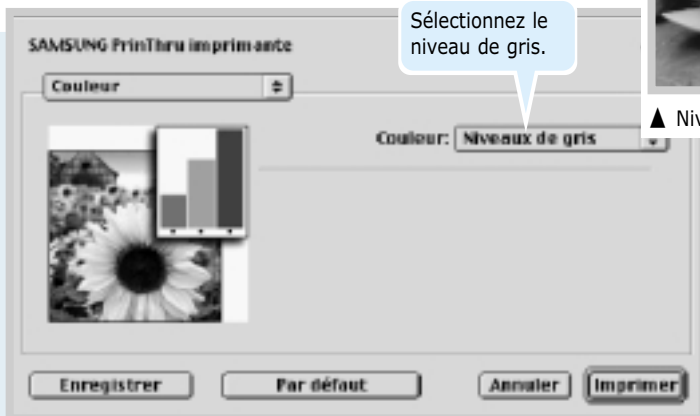 Sélectionnez le
niveau de gris.
SAMSUNG PrinThru imprimante
Couleur
Couleur: Niveaux de gris
Enregistrer
Par défaut
Annuler
Imprimer